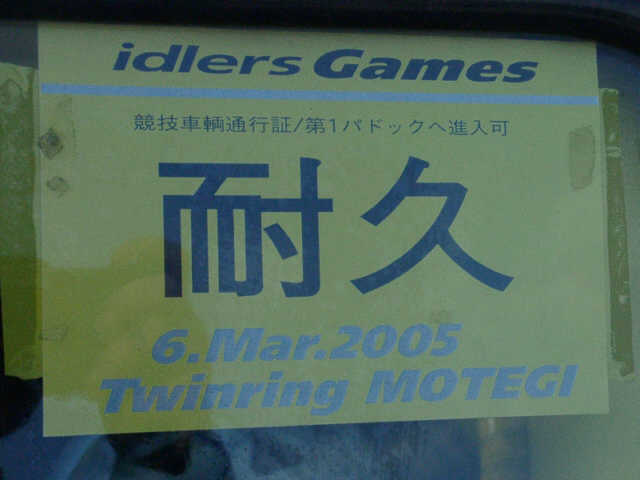 idlers Games
競技車輌通行証/第1パドックへ進入可
耐久
6.Mar.2005
Twinring MOTEGI